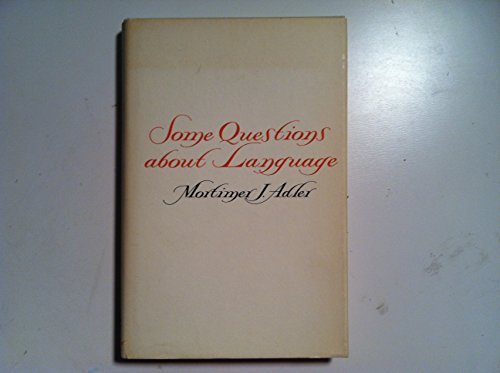 Some Questions
about Language
Mortimer J. Adler